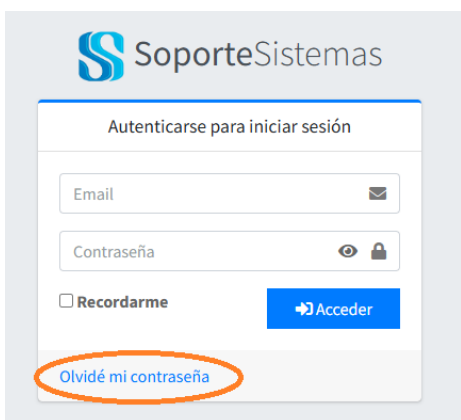 SoporteSistemas
Autenticarse para iniciar sesión
Email
Contraseña
Recordarme
Acceder
Olvidé mi contraseña